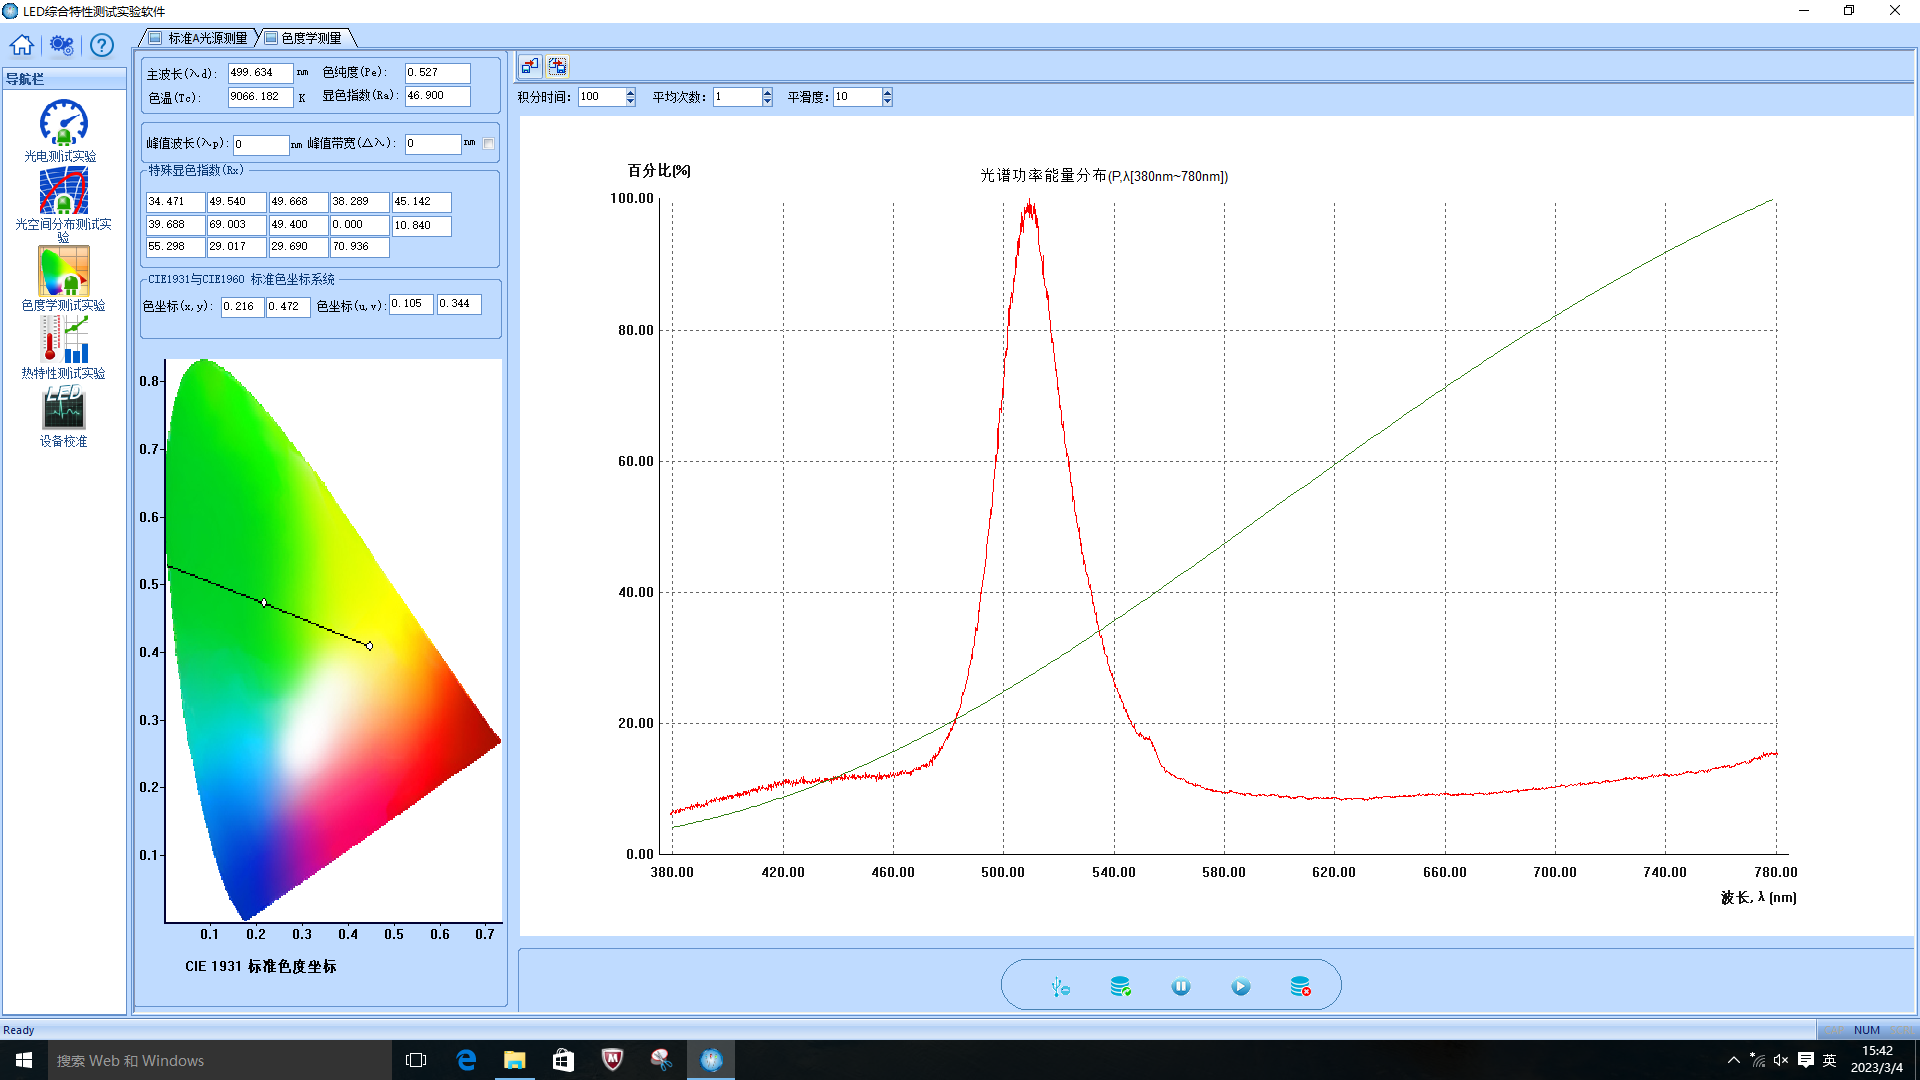 LED综合特性测试实验软件
导航栏
光电测试实验
光空间分布测试实
验
色度学测试实验
热特性测试实验
LED
设备校准
标准A光源测量
色度学测量
主波长(λd): 499.634 nm 色纯度(Pe): 0.527
色温(Tc): 9066.182 K 显色指数(Ra): 46.900
峰值波长(λp): 0 nm 峰值带宽(△λ): 0 nm
特殊显色指数(Rx)
34.471 49.540 49.668 38.289 45.142
39.688 69.003 49.400 0.000 10.840
55.298 29.017 29.690 70.936
CIE1931与CIE1960 标准色坐标系统
色坐标(x,y): 0.216 0.472 色坐标(u,v): 0.105 0.344
0.8
0.7
0.6
0.5
0.4
0.3
0.2
0.1
0.1 0.2 0.3 0.4 0.5 0.6 0.7
CIE 1931 标准色度坐标
积分时间: 100 平均次数: 1 平滑度: 10
百分比(%)
光谱功率能量分布(P,λ[380nm~780nm])
100.00
80.00
60.00
40.00
20.00
0.00
380.00 420.00 460.00 500.00 540.00 580.00 620.00 660.00 700.00 740.00 780.00
波长, λ (nm)
Ready
NUM
搜索 Web 和 Windows
英
15:42
2023/3/4